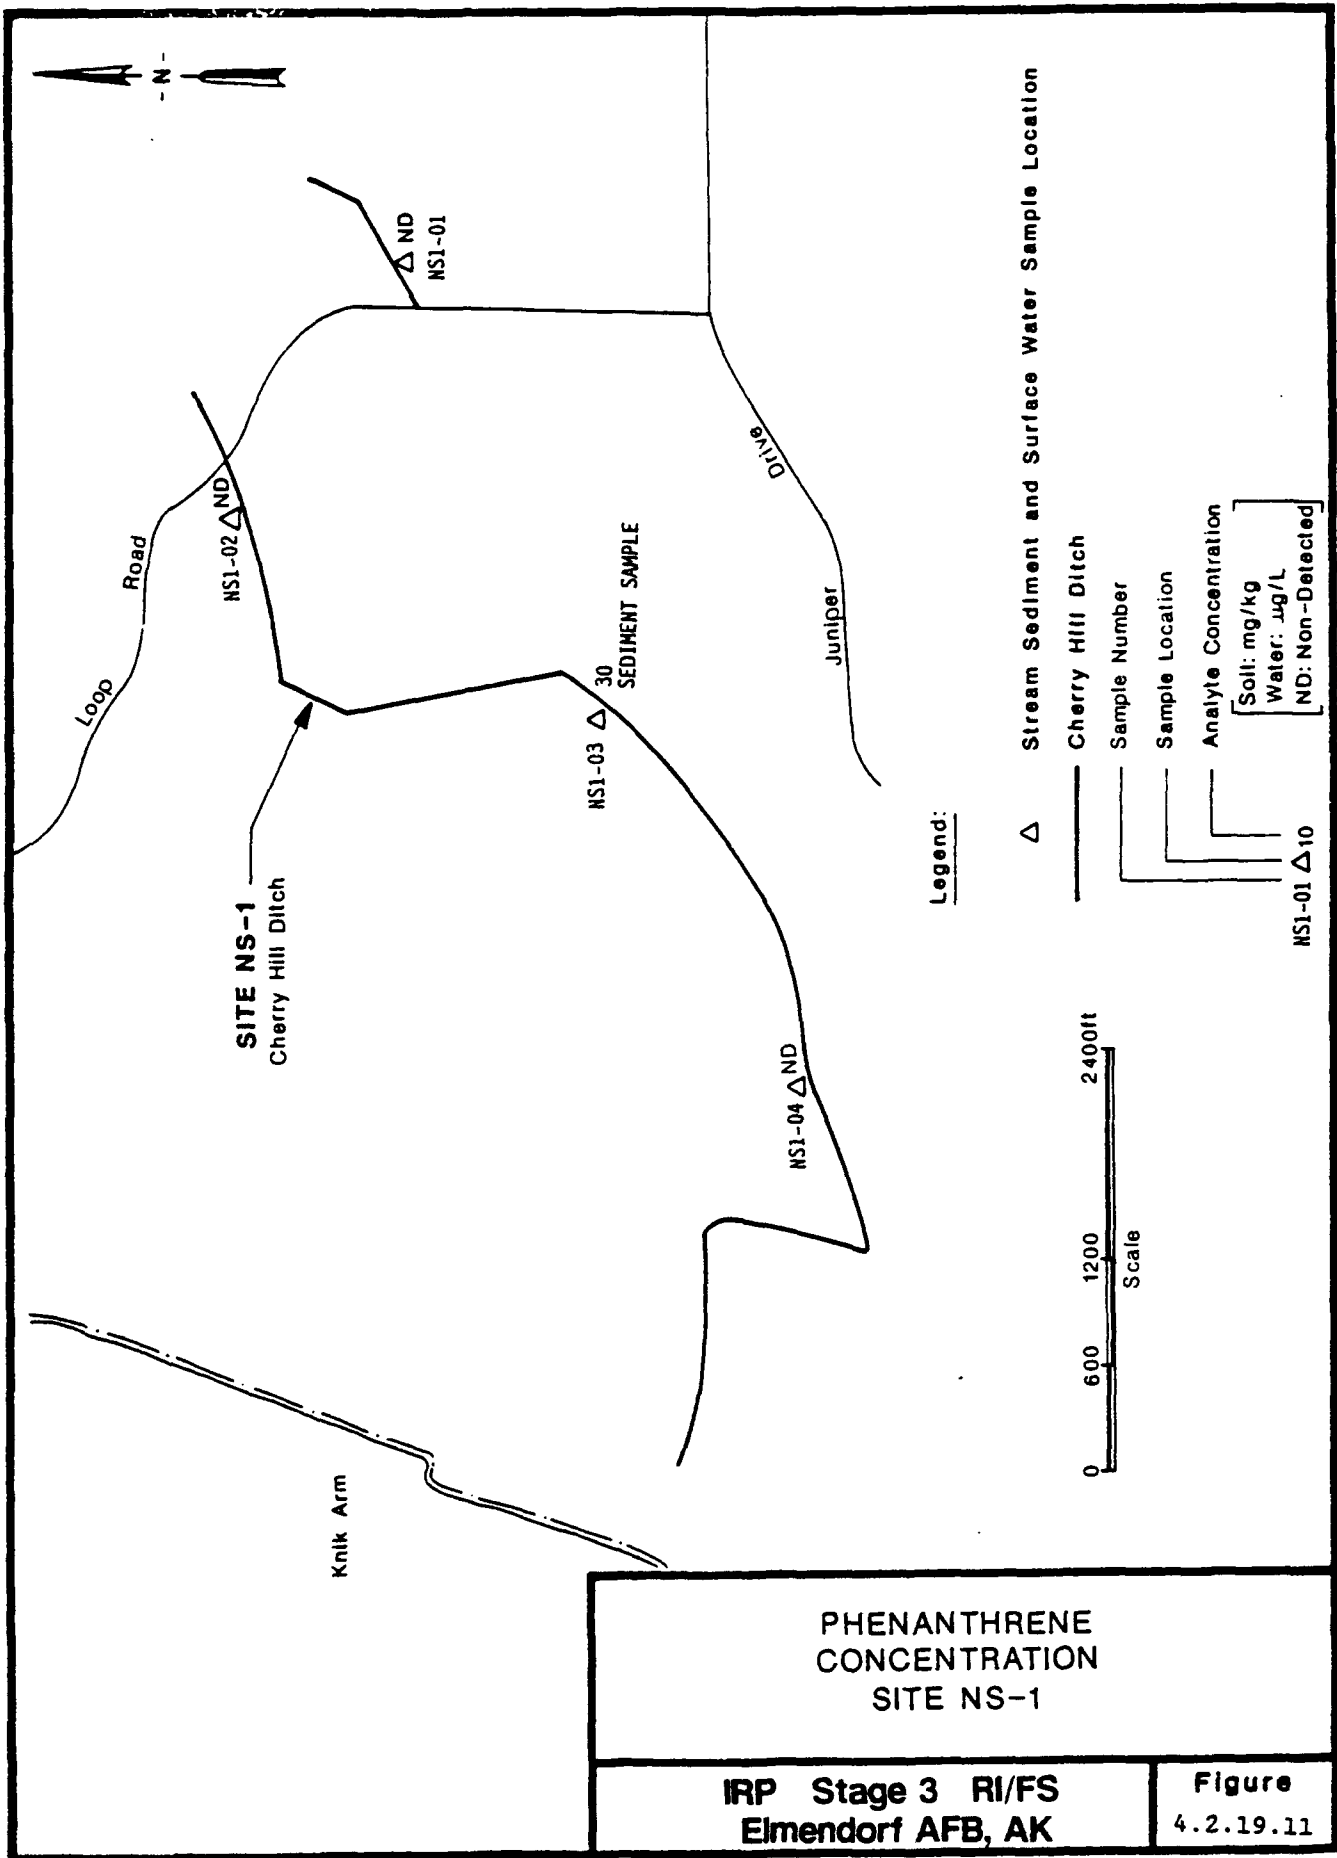 - N -
ND
NS1-01
Loop
Road
NS1-02
ND
SITE NS-1
Cherry Hill Ditch
NS1-03
30
SEDIMENT SAMPLE
Drive
Juniper
NS1-04
ND
Knik Arm
Legend:
Stream Sediment and Surface Water Sample Location
Cherry Hill Ditch
Sample Number
Sample Location
Analyte Concentration
Soil: mg/kg
Water: µg/L
ND: Non-Detected
NS1-01
10
0 600 1200 2400ft
Scale
PHENANTHRENE
CONCENTRATION
SITE NS-1
IRP Stage 3 RI/FS
Elmendorf AFB, AK
Figure
4.2.19.11